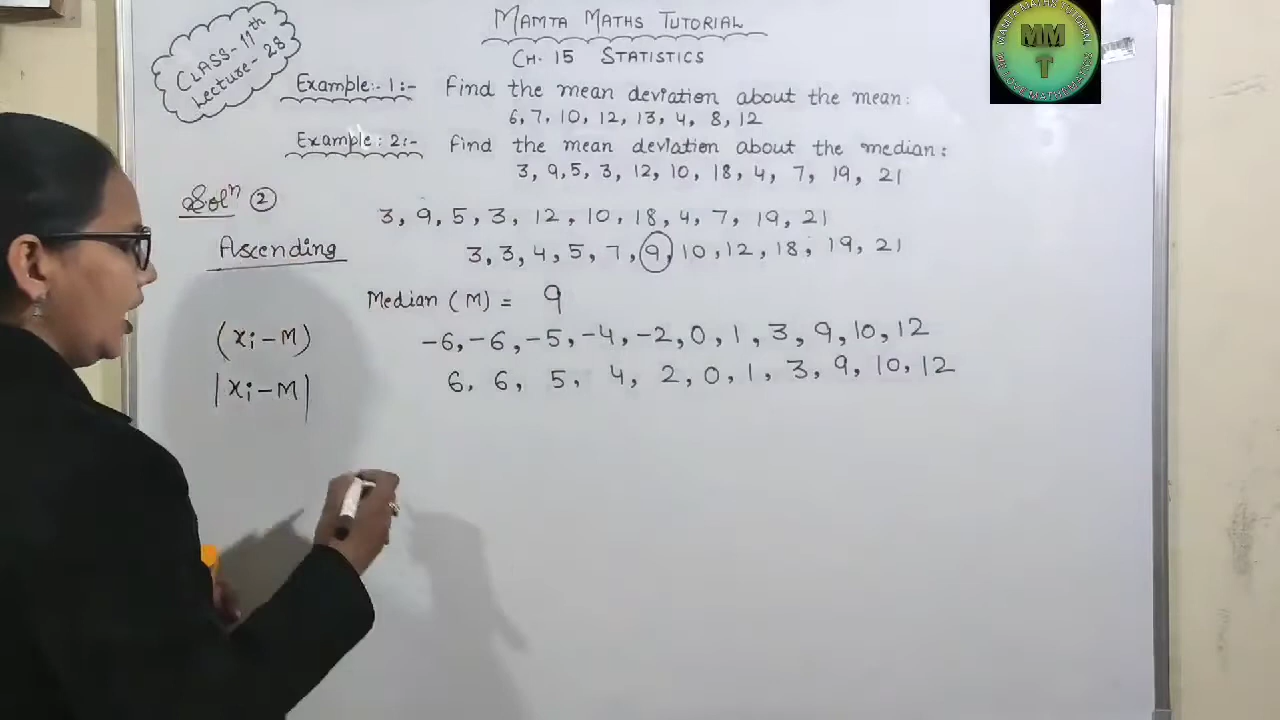 CLASS- 11th
Lecture- 28
MAMTA MATHS TUTORIAL
CH. 15 STATISTICS
Example:- 1:- Find the mean deviation about the mean:
6, 7, 10, 12, 13, 4, 8, 12
Example: 2:- Find the mean deviation about the median:
3, 9, 5, 3, 12, 10, 18, 4, 7, 19, 21
Solⁿ ② 3, 9, 5, 3, 12, 10, 18, 4, 7, 19, 21
Ascending 3, 3, 4, 5, 7, 9, 10, 12, 18, 19, 21
Median (M) = 9
(xi-M) -6, -6, -5, -4, -2, 0, 1, 3, 9, 10, 12
|xi-M| 6, 6, 5, 4, 2, 0, 1, 3, 9, 10, 12
MAMTA MATHS TUTORIAL
MM
T